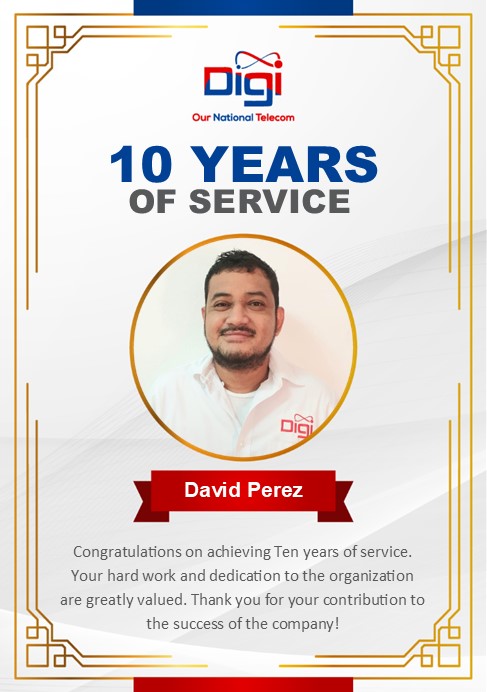 Digi
Our National Telecom
10 YEARS
OF SERVICE
Digi
David Perez
Congratulations on achieving Ten years of service.
Your hard work and dedication to the organization
are greatly valued. Thank you for your contribution to
the success of the company!